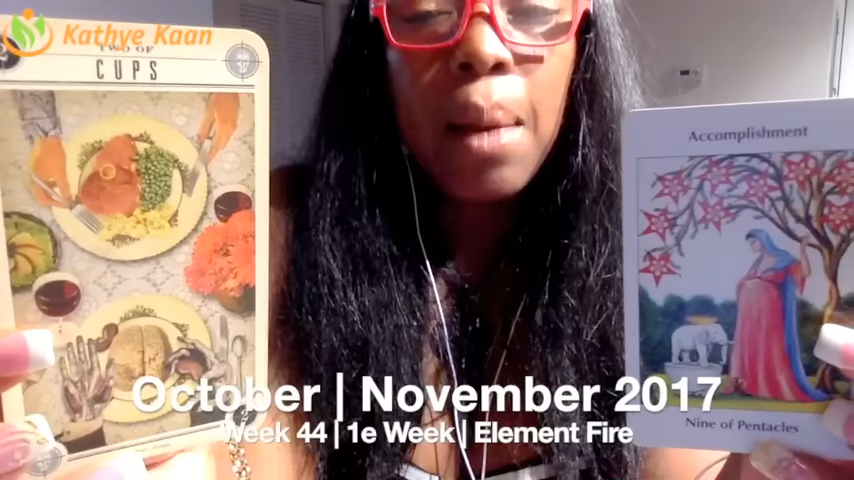 Kathye Kaan
TWO OF
CUPS
Accomplishment
Nine of Pentacles
October | November 2017
Week 44 | 1e Week | Element Fire